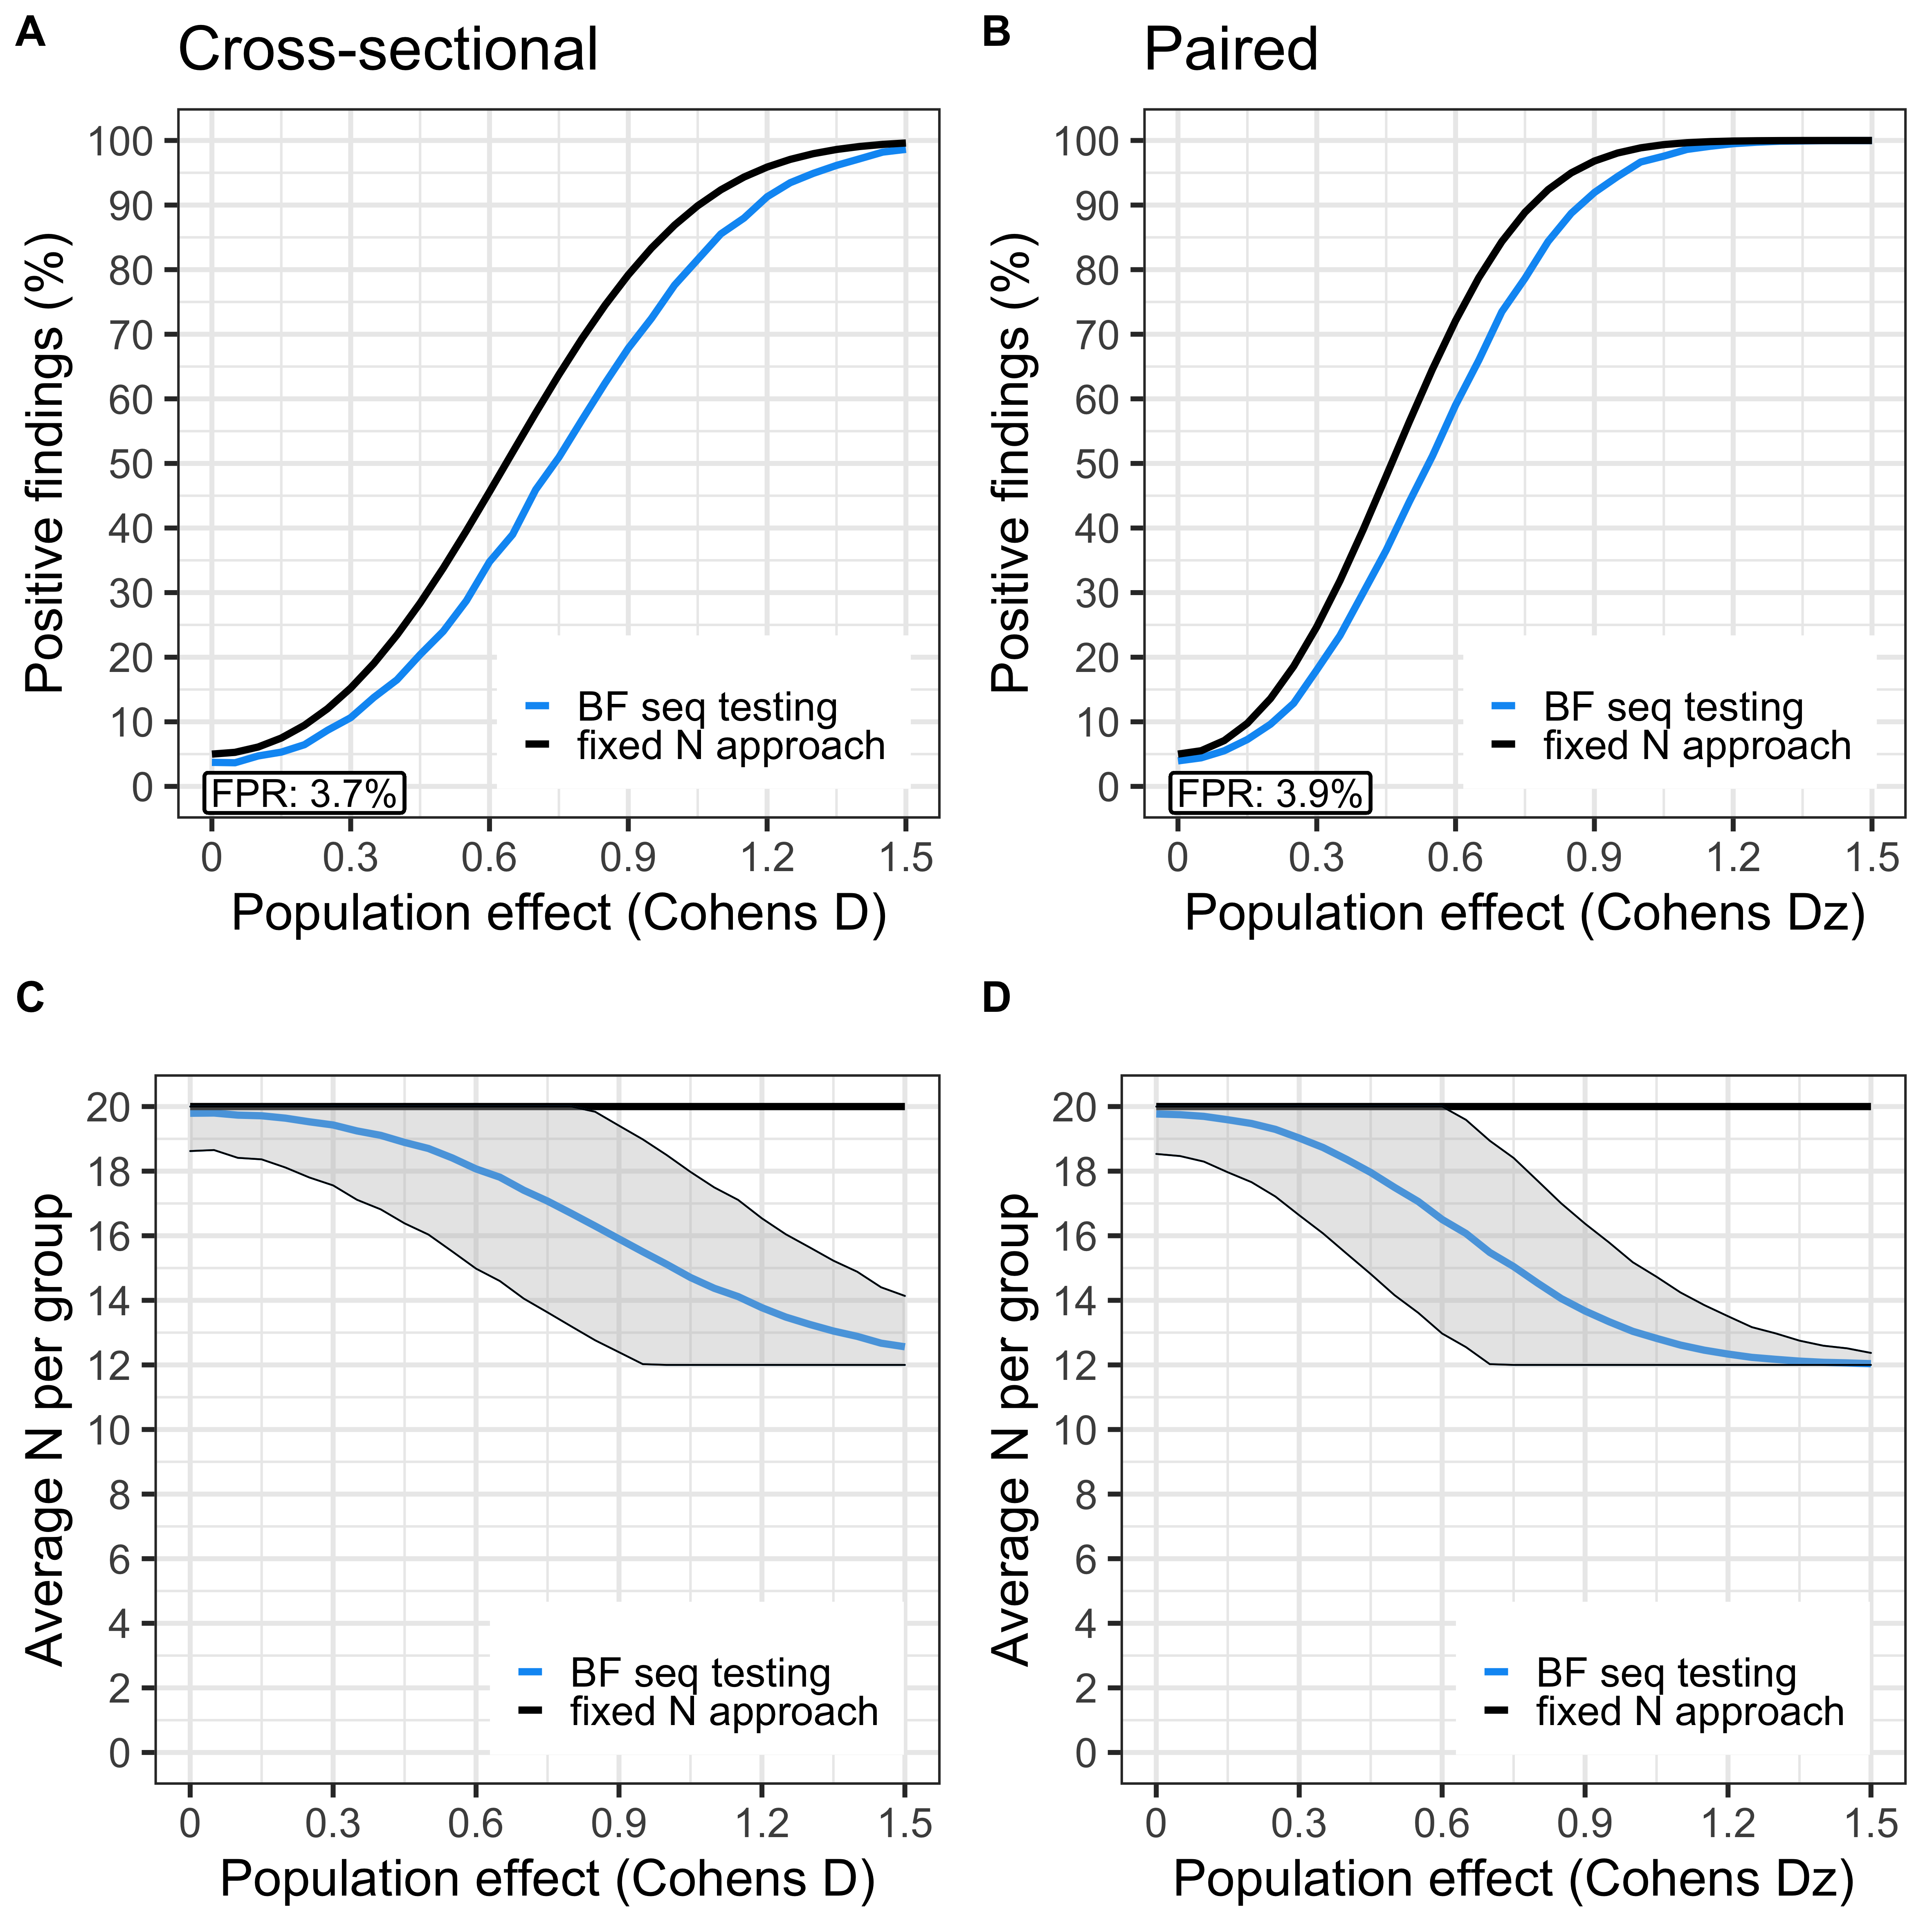 A
Cross-sectional
Positive findings (%)
100
90
80
70
60
50
40
30
20
10
0
BF seq testing
fixed N approach
FPR: 3.7%
0 0.3 0.6 0.9 1.2 1.5
Population effect (Cohens D)
B
Paired
Positive findings (%)
100
90
80
70
60
50
40
30
20
10
0
BF seq testing
fixed N approach
FPR: 3.9%
0 0.3 0.6 0.9 1.2 1.5
Population effect (Cohens Dz)
C
Average N per group
20
18
16
14
12
10
8
6
4
2
0
BF seq testing
fixed N approach
0 0.3 0.6 0.9 1.2 1.5
Population effect (Cohens D)
D
Average N per group
20
18
16
14
12
10
8
6
4
2
0
BF seq testing
fixed N approach
0 0.3 0.6 0.9 1.2 1.5
Population effect (Cohens Dz)